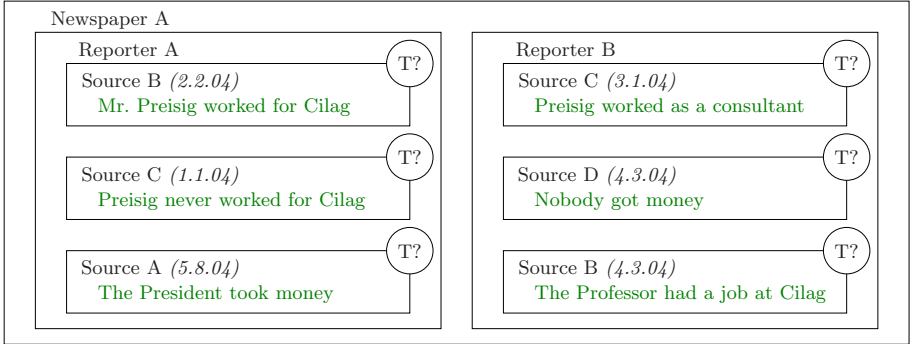 Newspaper A
Reporter A
T?
Source B (2.2.04)
Mr. Preisig worked for Cilag
T?
Source C (1.1.04)
Preisig never worked for Cilag
T?
Source A (5.8.04)
The President took money
Reporter B
T?
Source C (3.1.04)
Preisig worked as a consultant
T?
Source D (4.3.04)
Nobody got money
T?
Source B (4.3.04)
The Professor had a job at Cilag